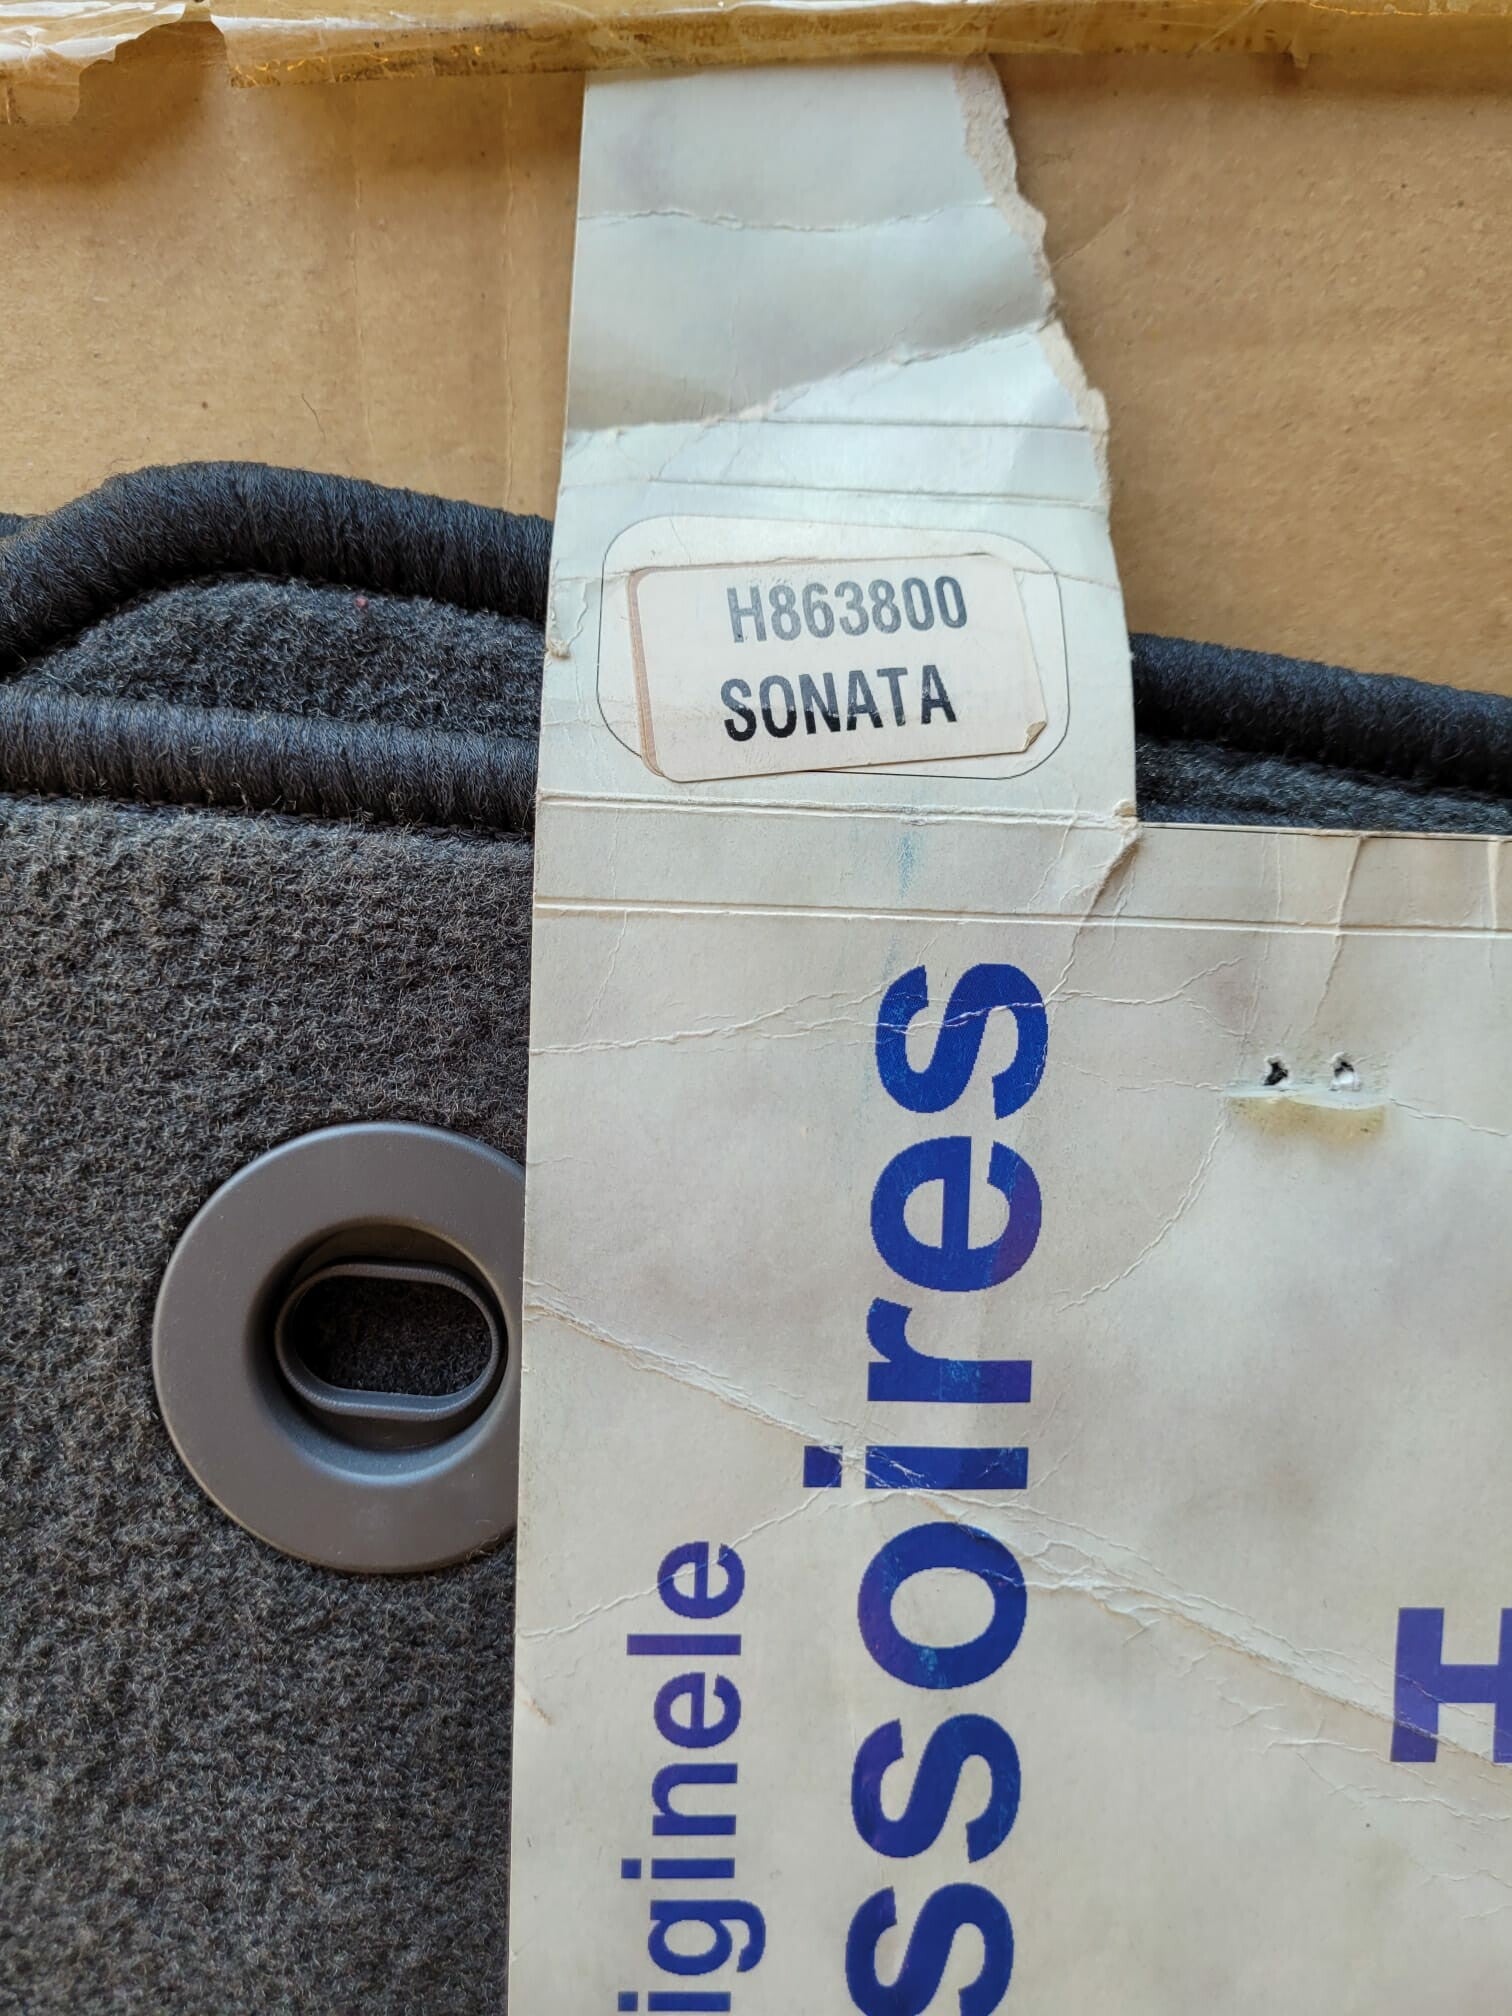 H863800
SONATA
iginele
ssoires
H